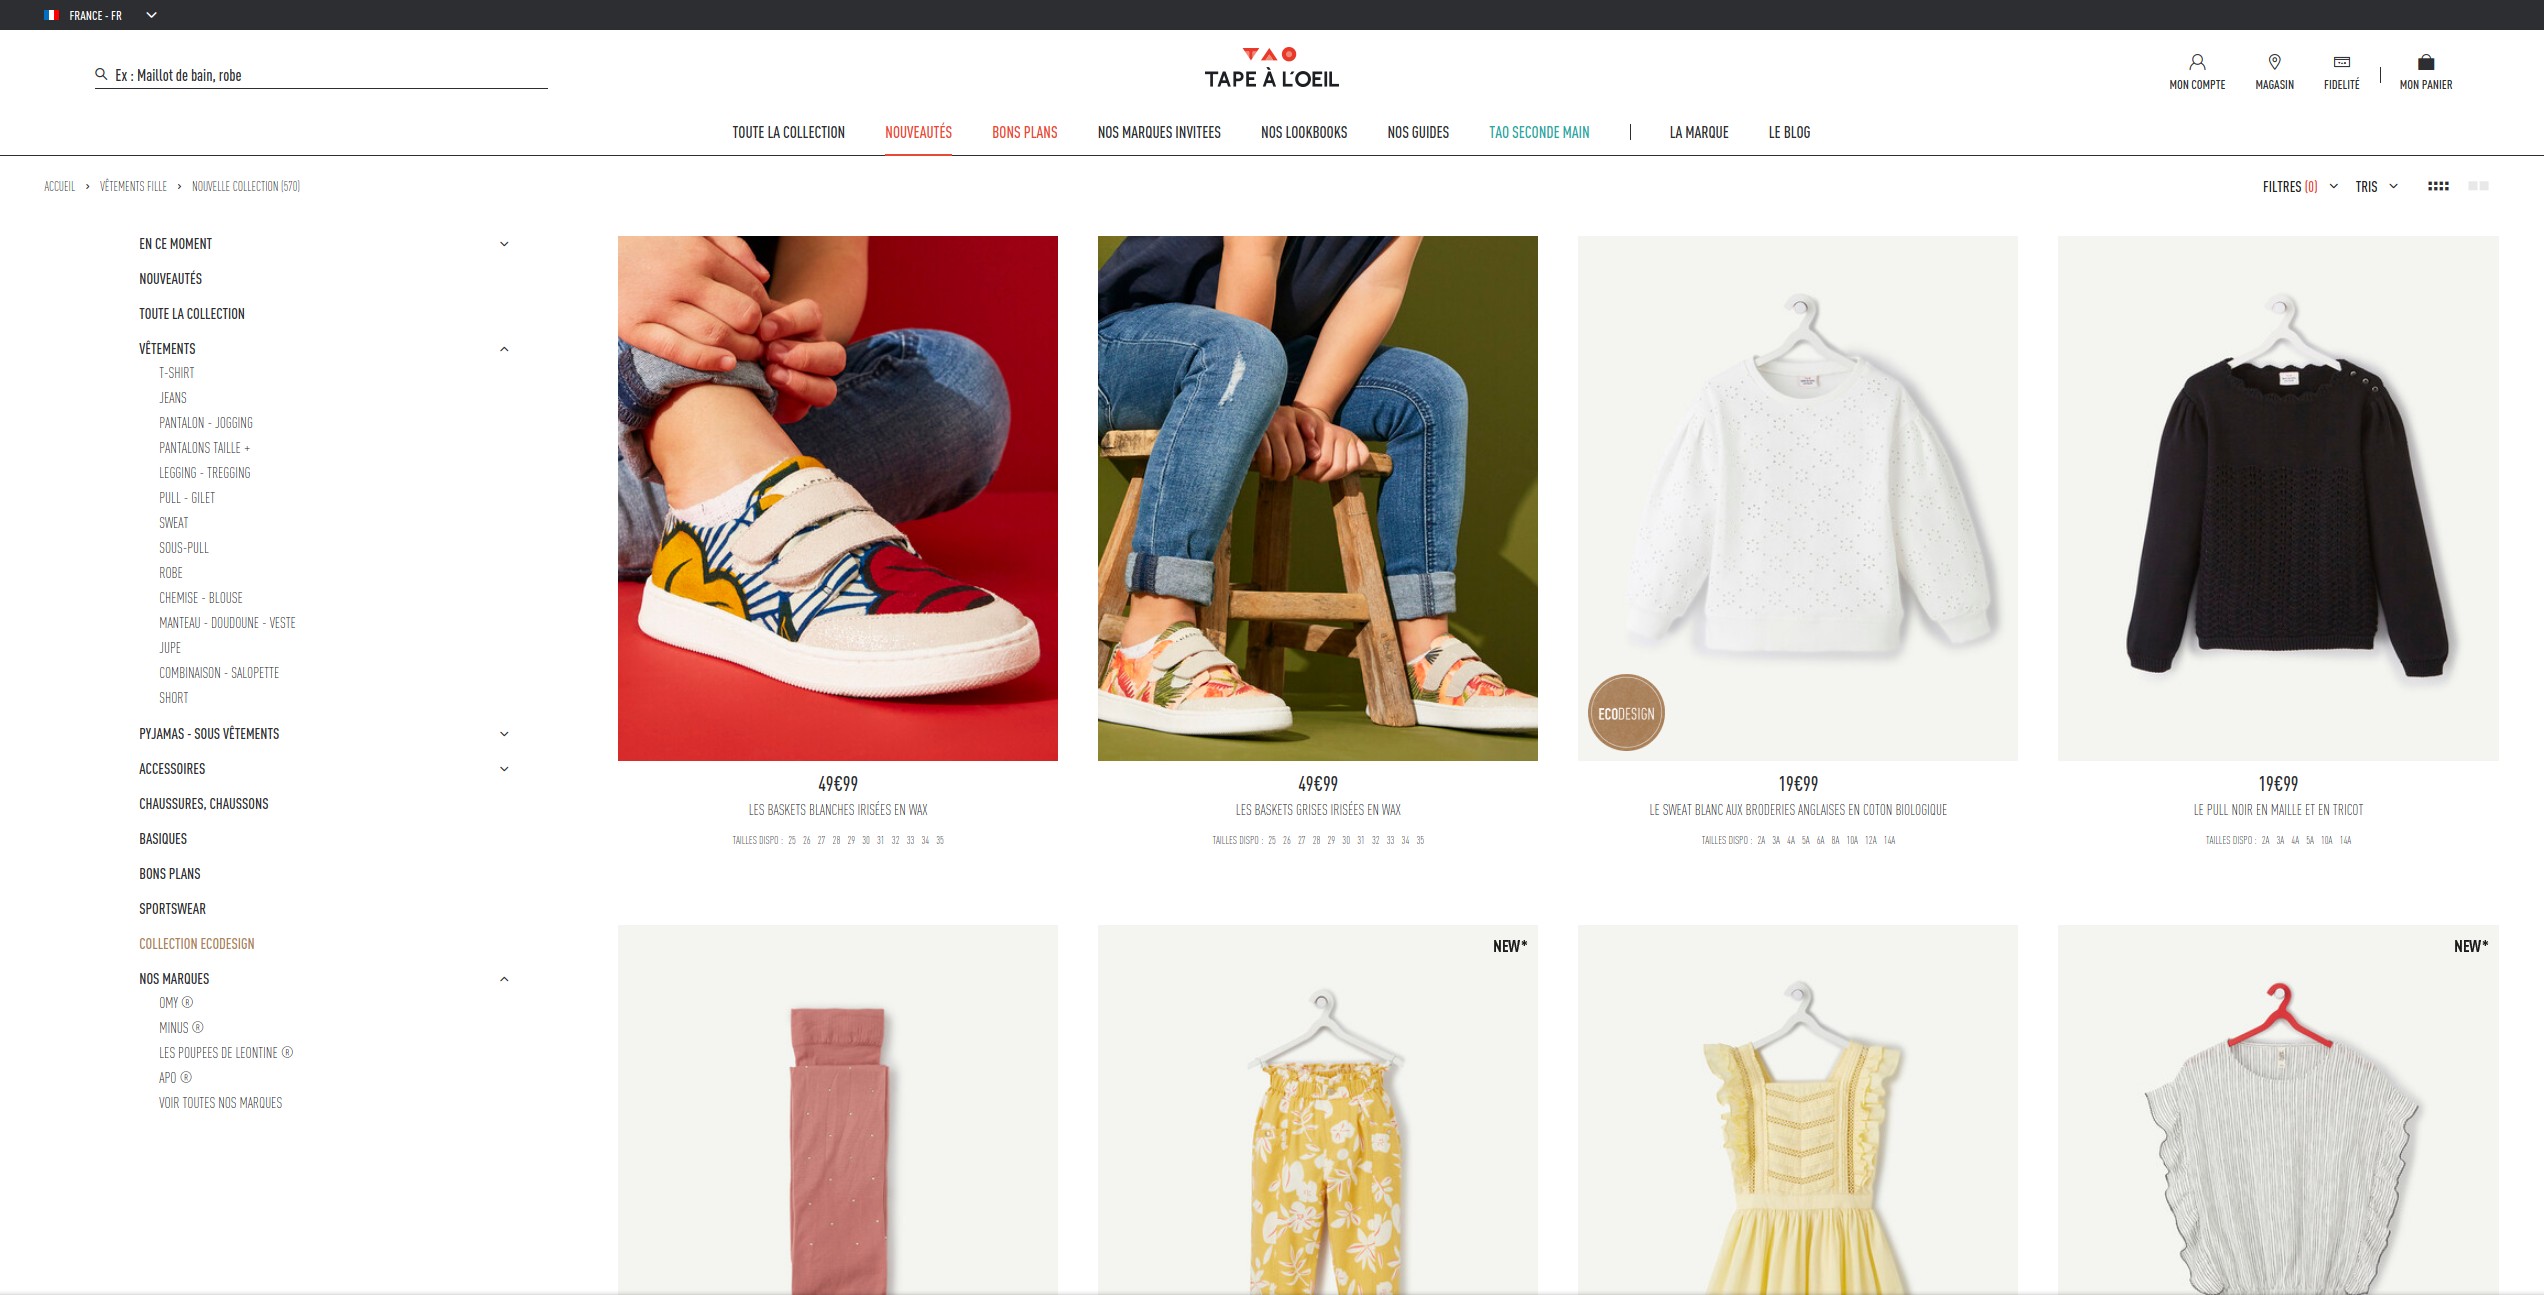 FRANCE - FR
Ex : Maillot de bain, robe
TAO
TAPE À L'OEIL
MON COMPTE
MAGASIN
FIDELITÉ
MON PANIER
TOUTE LA COLLECTION
NOUVEAUTÉS
BONS PLANS
NOS MARQUES INVITEES
NOS LOOKBOOKS
NOS GUIDES
TAO SECONDE MAIN
LA MARQUE
LE BLOG
ACCUEIL > VÊTEMENTS FILLE > NOUVELLE COLLECTION (570)
FILTRES (0)
TRIS
EN CE MOMENT
NOUVEAUTÉS
TOUTE LA COLLECTION
VÊTEMENTS
T-SHIRT
JEANS
PANTALON - JOGGING
PANTALONS TAILLE +
LEGGING - TREGGING
PULL - GILET
SWEAT
SOUS-PULL
ROBE
CHEMISE - BLOUSE
MANTEAU - DOUDOUNE - VESTE
JUPE
COMBINAISON - SALOPETTE
SHORT
PYJAMAS - SOUS VÊTEMENTS
ACCESSOIRES
CHAUSSURES, CHAUSSONS
BASIQUES
BONS PLANS
SPORTSWEAR
COLLECTION ECODESIGN
NOS MARQUES
OMY ®
MINUS ®
LES POUPEES DE LEONTINE ®
APO ®
VOIR TOUTES NOS MARQUES
49€99
LES BASKETS BLANCHES IRISÉES EN WAX
TAILLES DISPO : 25 26 27 28 29 30 31 32 33 34 35
49€99
LES BASKETS GRISES IRISÉES EN WAX
TAILLES DISPO : 25 26 27 28 29 30 31 32 33 34 35
ECODESIGN
19€99
LE SWEAT BLANC AUX BRODERIES ANGLAISES EN COTON BIOLOGIQUE
TAILLES DISPO : 2A 3A 4A 5A 6A 8A 10A 12A 14A
19€99
LE PULL NOIR EN MAILLE ET EN TRICOT
TAILLES DISPO : 2A 3A 4A 5A 10A 14A
NEW*
NEW*